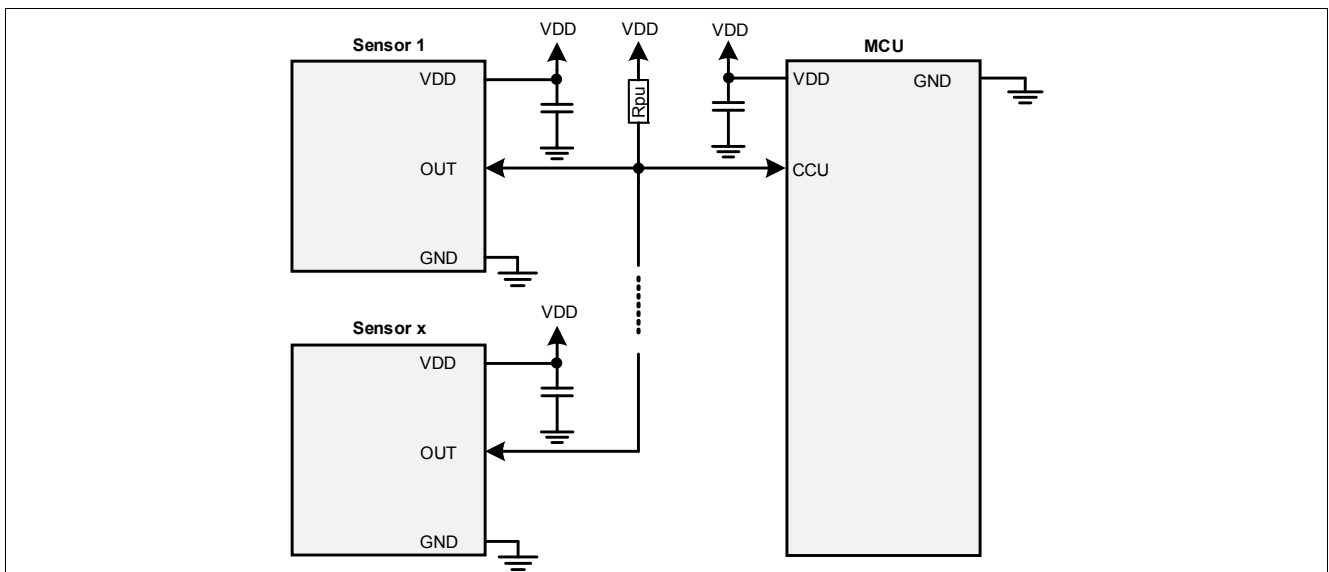 Sensor 1
VDD
VDD
OUT
GND
VDD
Rpu
VDD
MCU
VDD
GND
CCU
Sensor x
VDD
VDD
OUT
GND